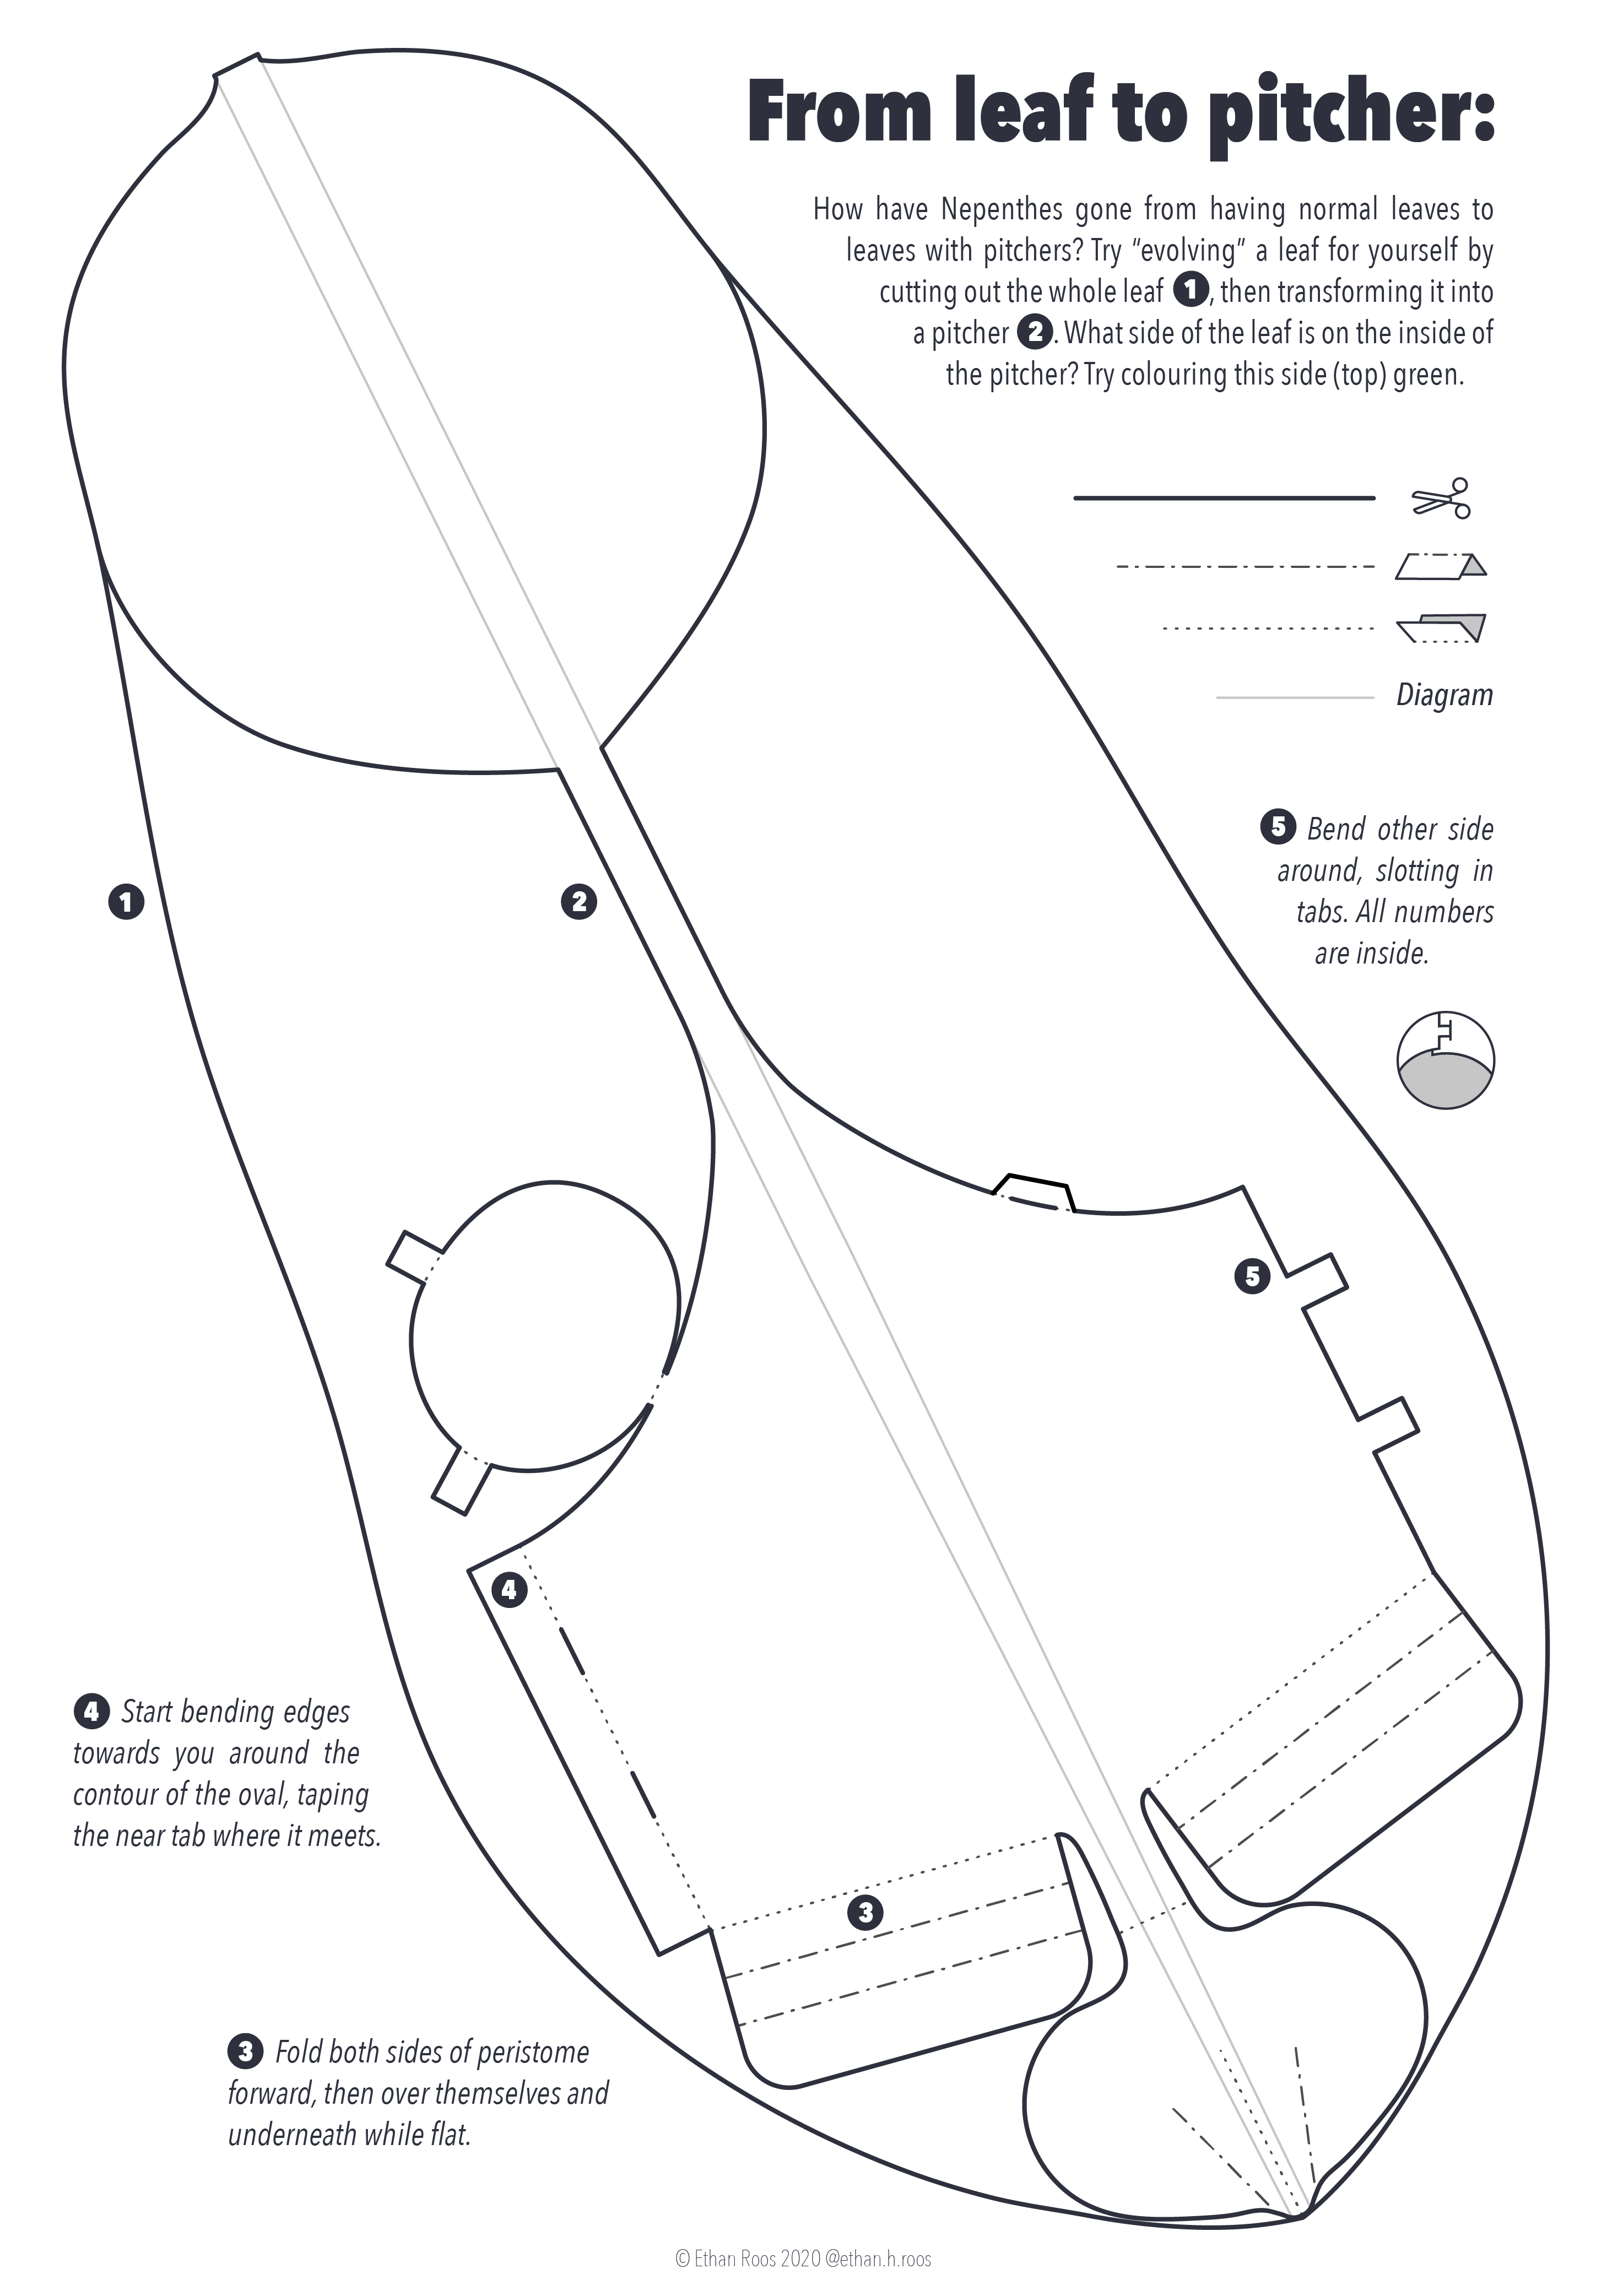 From leaf to pitcher:
How have Nepenthes gone from having normal leaves to
leaves with pitchers? Try “evolving” a leaf for yourself by
cutting out the whole leaf 1, then transforming it into
a pitcher 2. What side of the leaf is on the inside of
the pitcher? Try colouring this side (top) green.
Diagram
5 Bend other side
around, slotting in
tabs. All numbers
are inside.
1
2
5
4
4 Start bending edges
towards you around the
contour of the oval, taping
the near tab where it meets.
3
3 Fold both sides of peristome
forward, then over themselves and
underneath while flat.
© Ethan Roos 2020 @ethan.h.roos